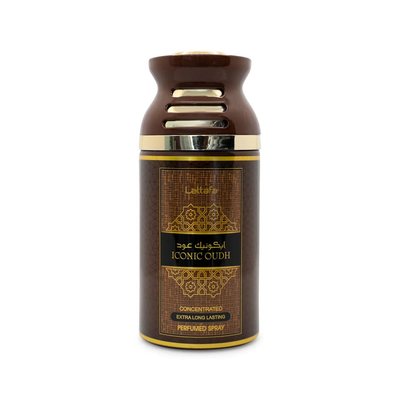 Lattafa
ايكونيك عود
ICONIC OUDH
CONCENTRATED
EXTRA LONG LASTING
PERFUMED SPRAY